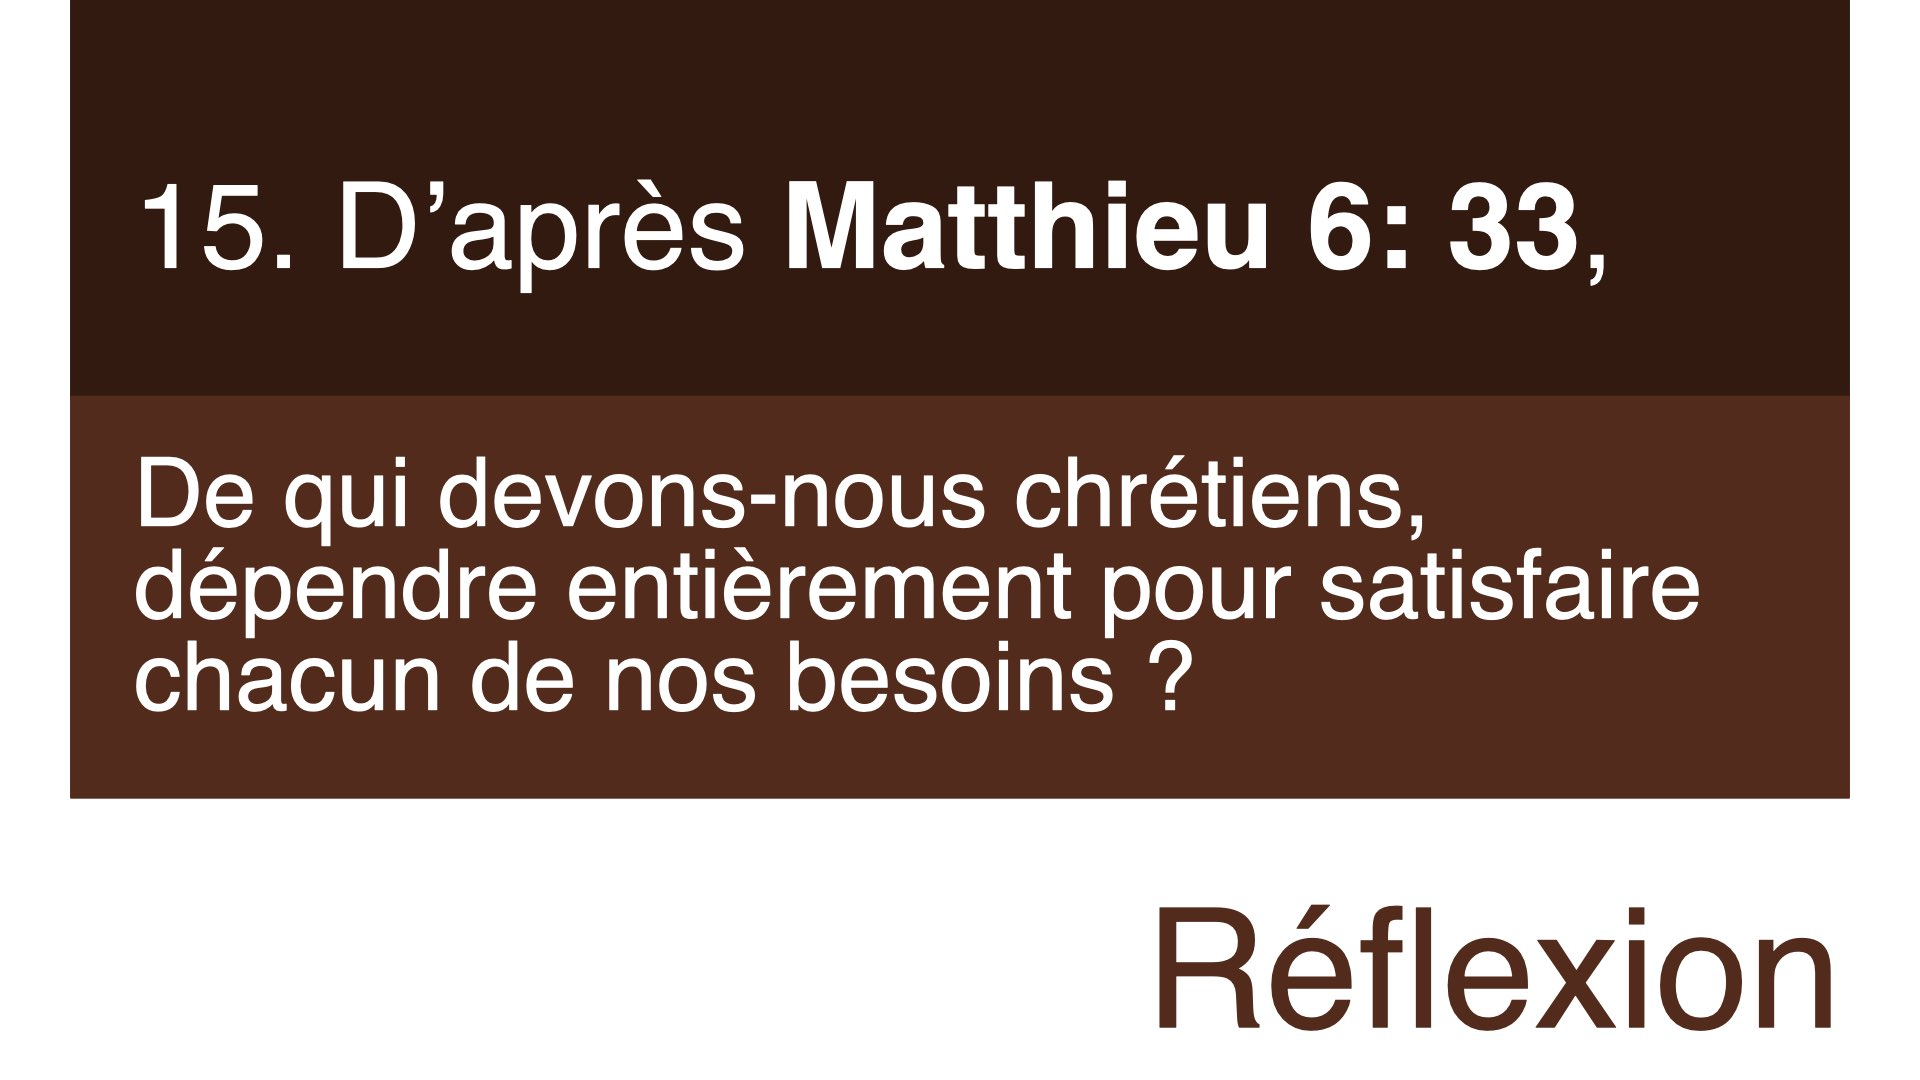 15. D’après Matthieu 6: 33,
De qui devons-nous chrétiens,
dépendre entièrement pour satisfaire
chacun de nos besoins ?
Réflexion